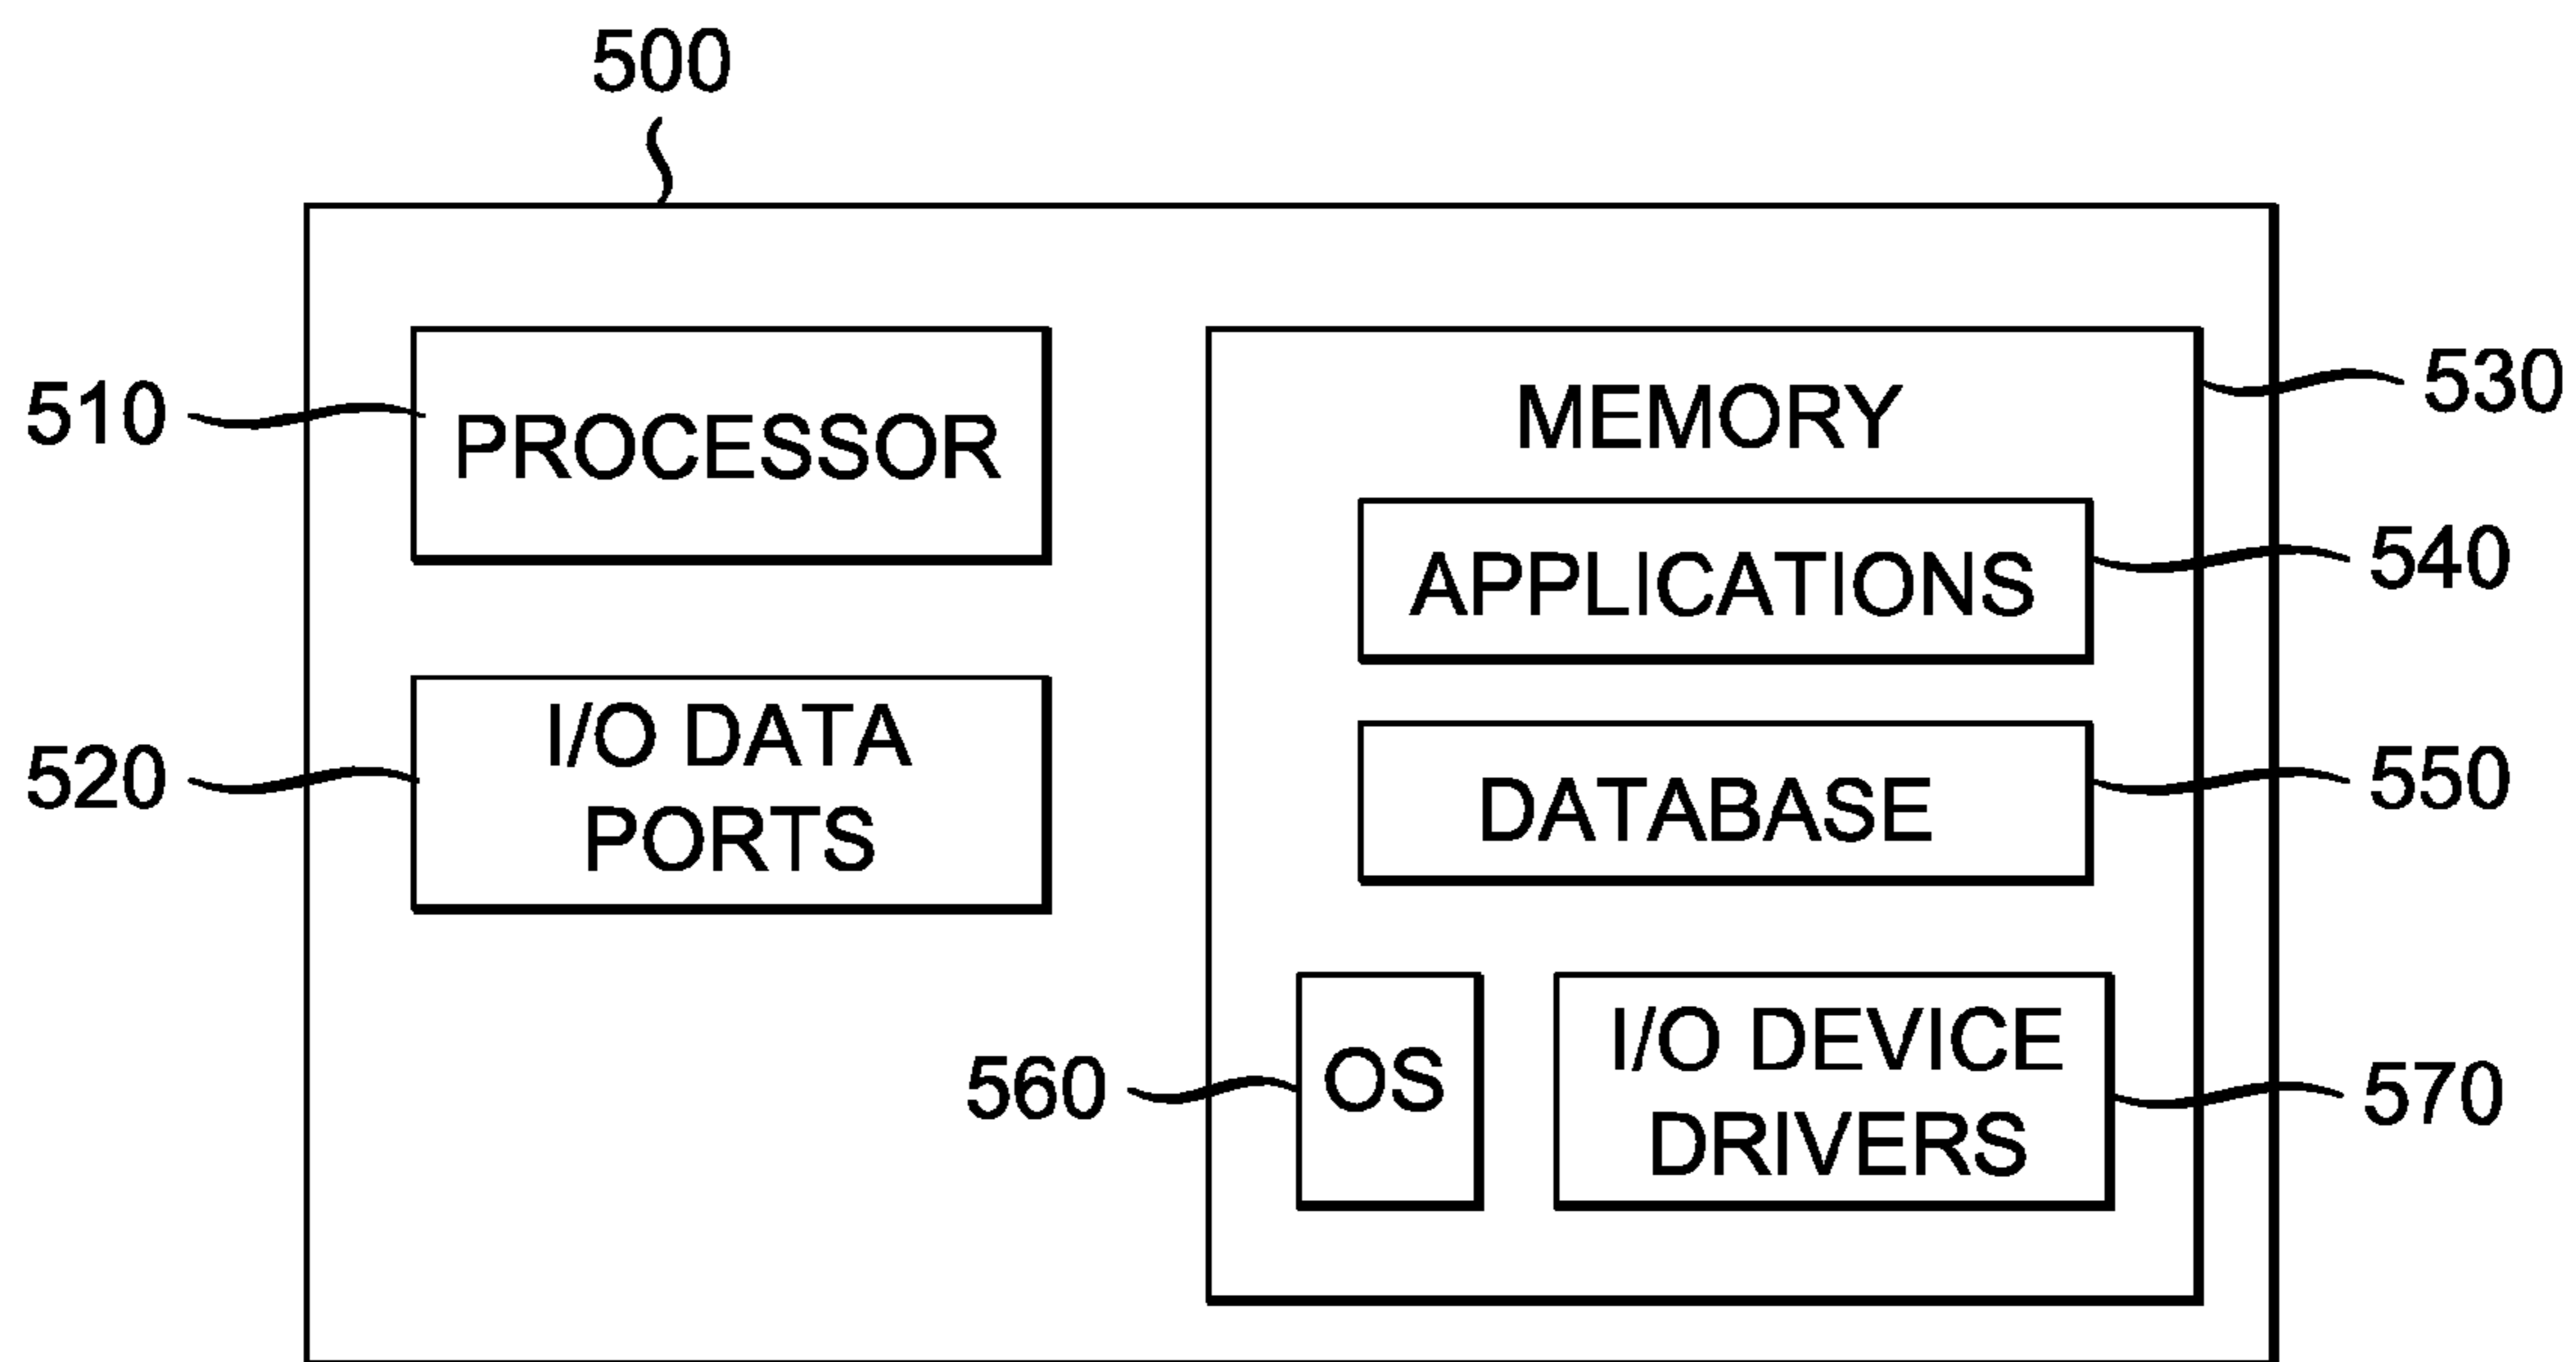 500
510
PROCESSOR
520
I/O DATA
PORTS
MEMORY
530
APPLICATIONS
540
DATABASE
550
560
OS
I/O DEVICE
DRIVERS
570